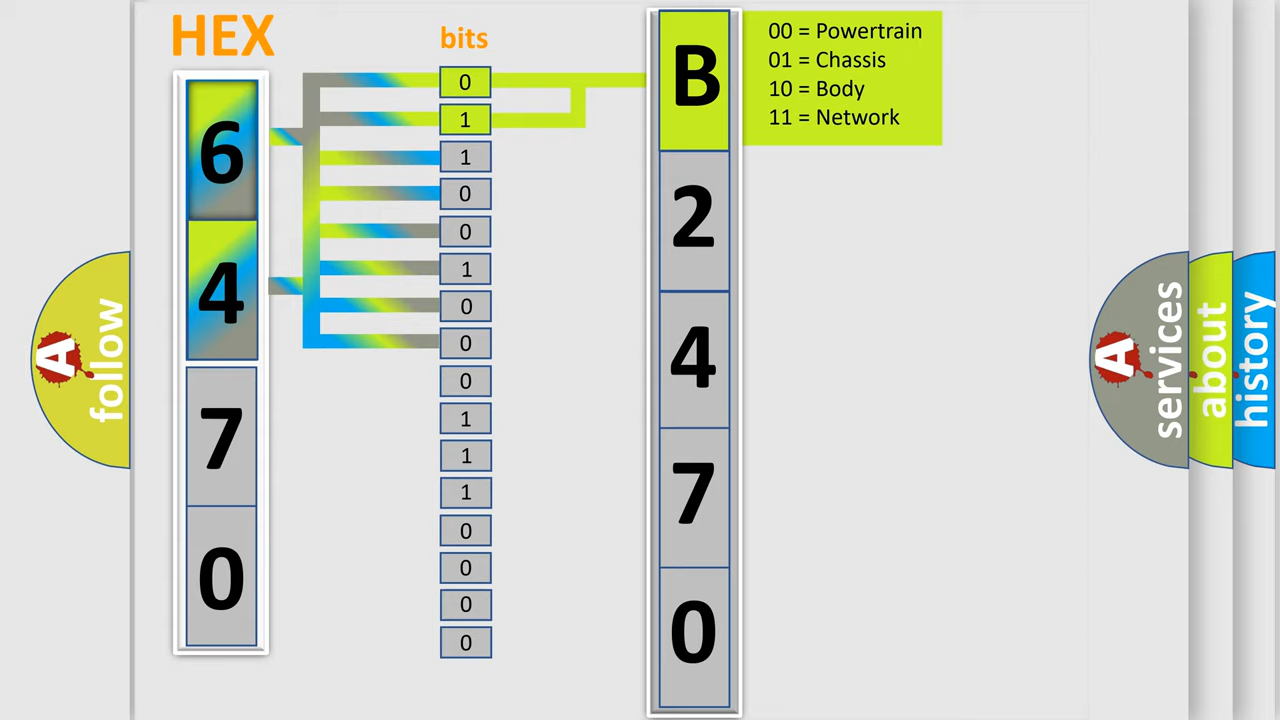 HEX
bits
6
4
7
0
0
1
1
0
0
1
0
0
0
1
1
1
0
0
0
0
B
2
4
7
0
00 = Powertrain
01 = Chassis
10 = Body
11 = Network
A
follow
A
services
about
history